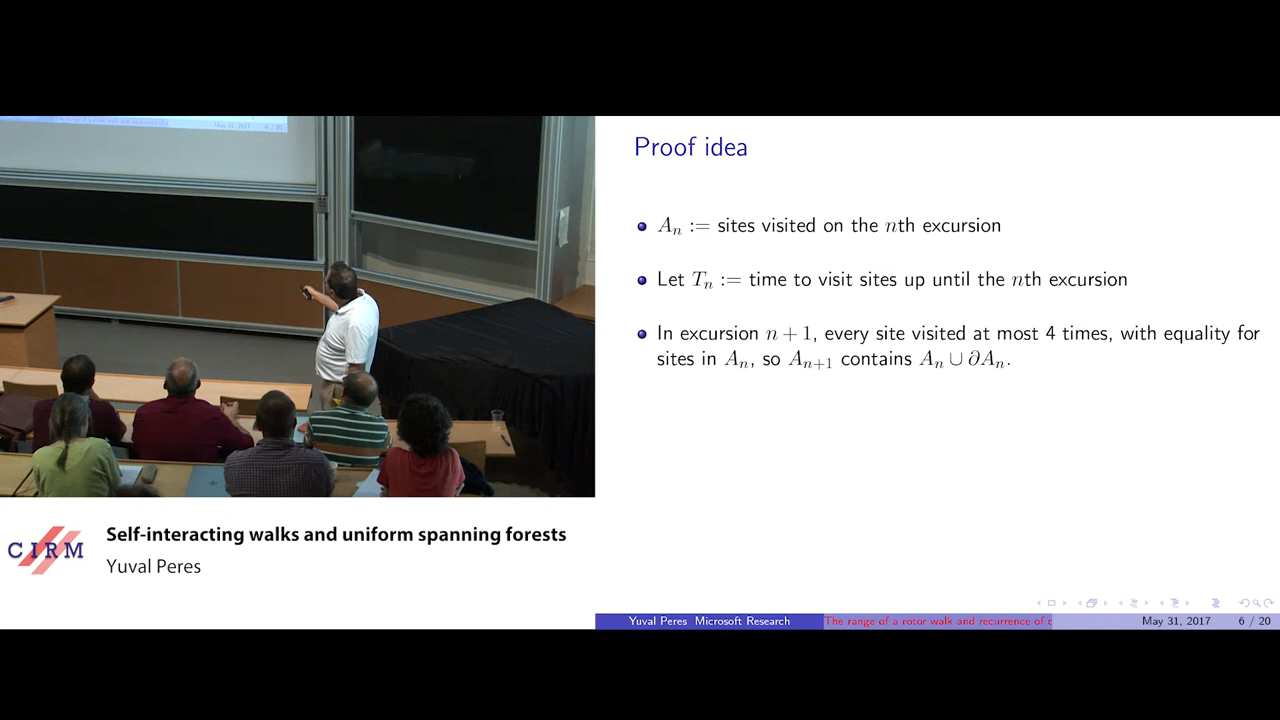 Proof idea
A_n := sites visited on the nth excursion
Let T_n := time to visit sites up until the nth excursion
In excursion n + 1, every site visited at most 4 times, with equality for
sites in A_n, so A_{n+1} contains A_n ∪ ∂A_n.
CIRM
Self-interacting walks and uniform spanning forests
Yuval Peres
Yuval Peres Microsoft Research
The range of a rotor walk and recurrence of
May 31, 2017
6 / 20